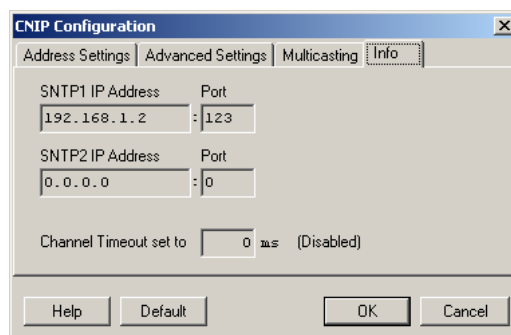 CNIP Configuration
Address Settings Advanced Settings Multicasting Info
SNTP1 IP Address Port
192.168.1.2 : 123
SNTP2 IP Address Port
0.0.0.0 : 0
Channel Timeout set to 0 ms (Disabled)
Help Default OK Cancel